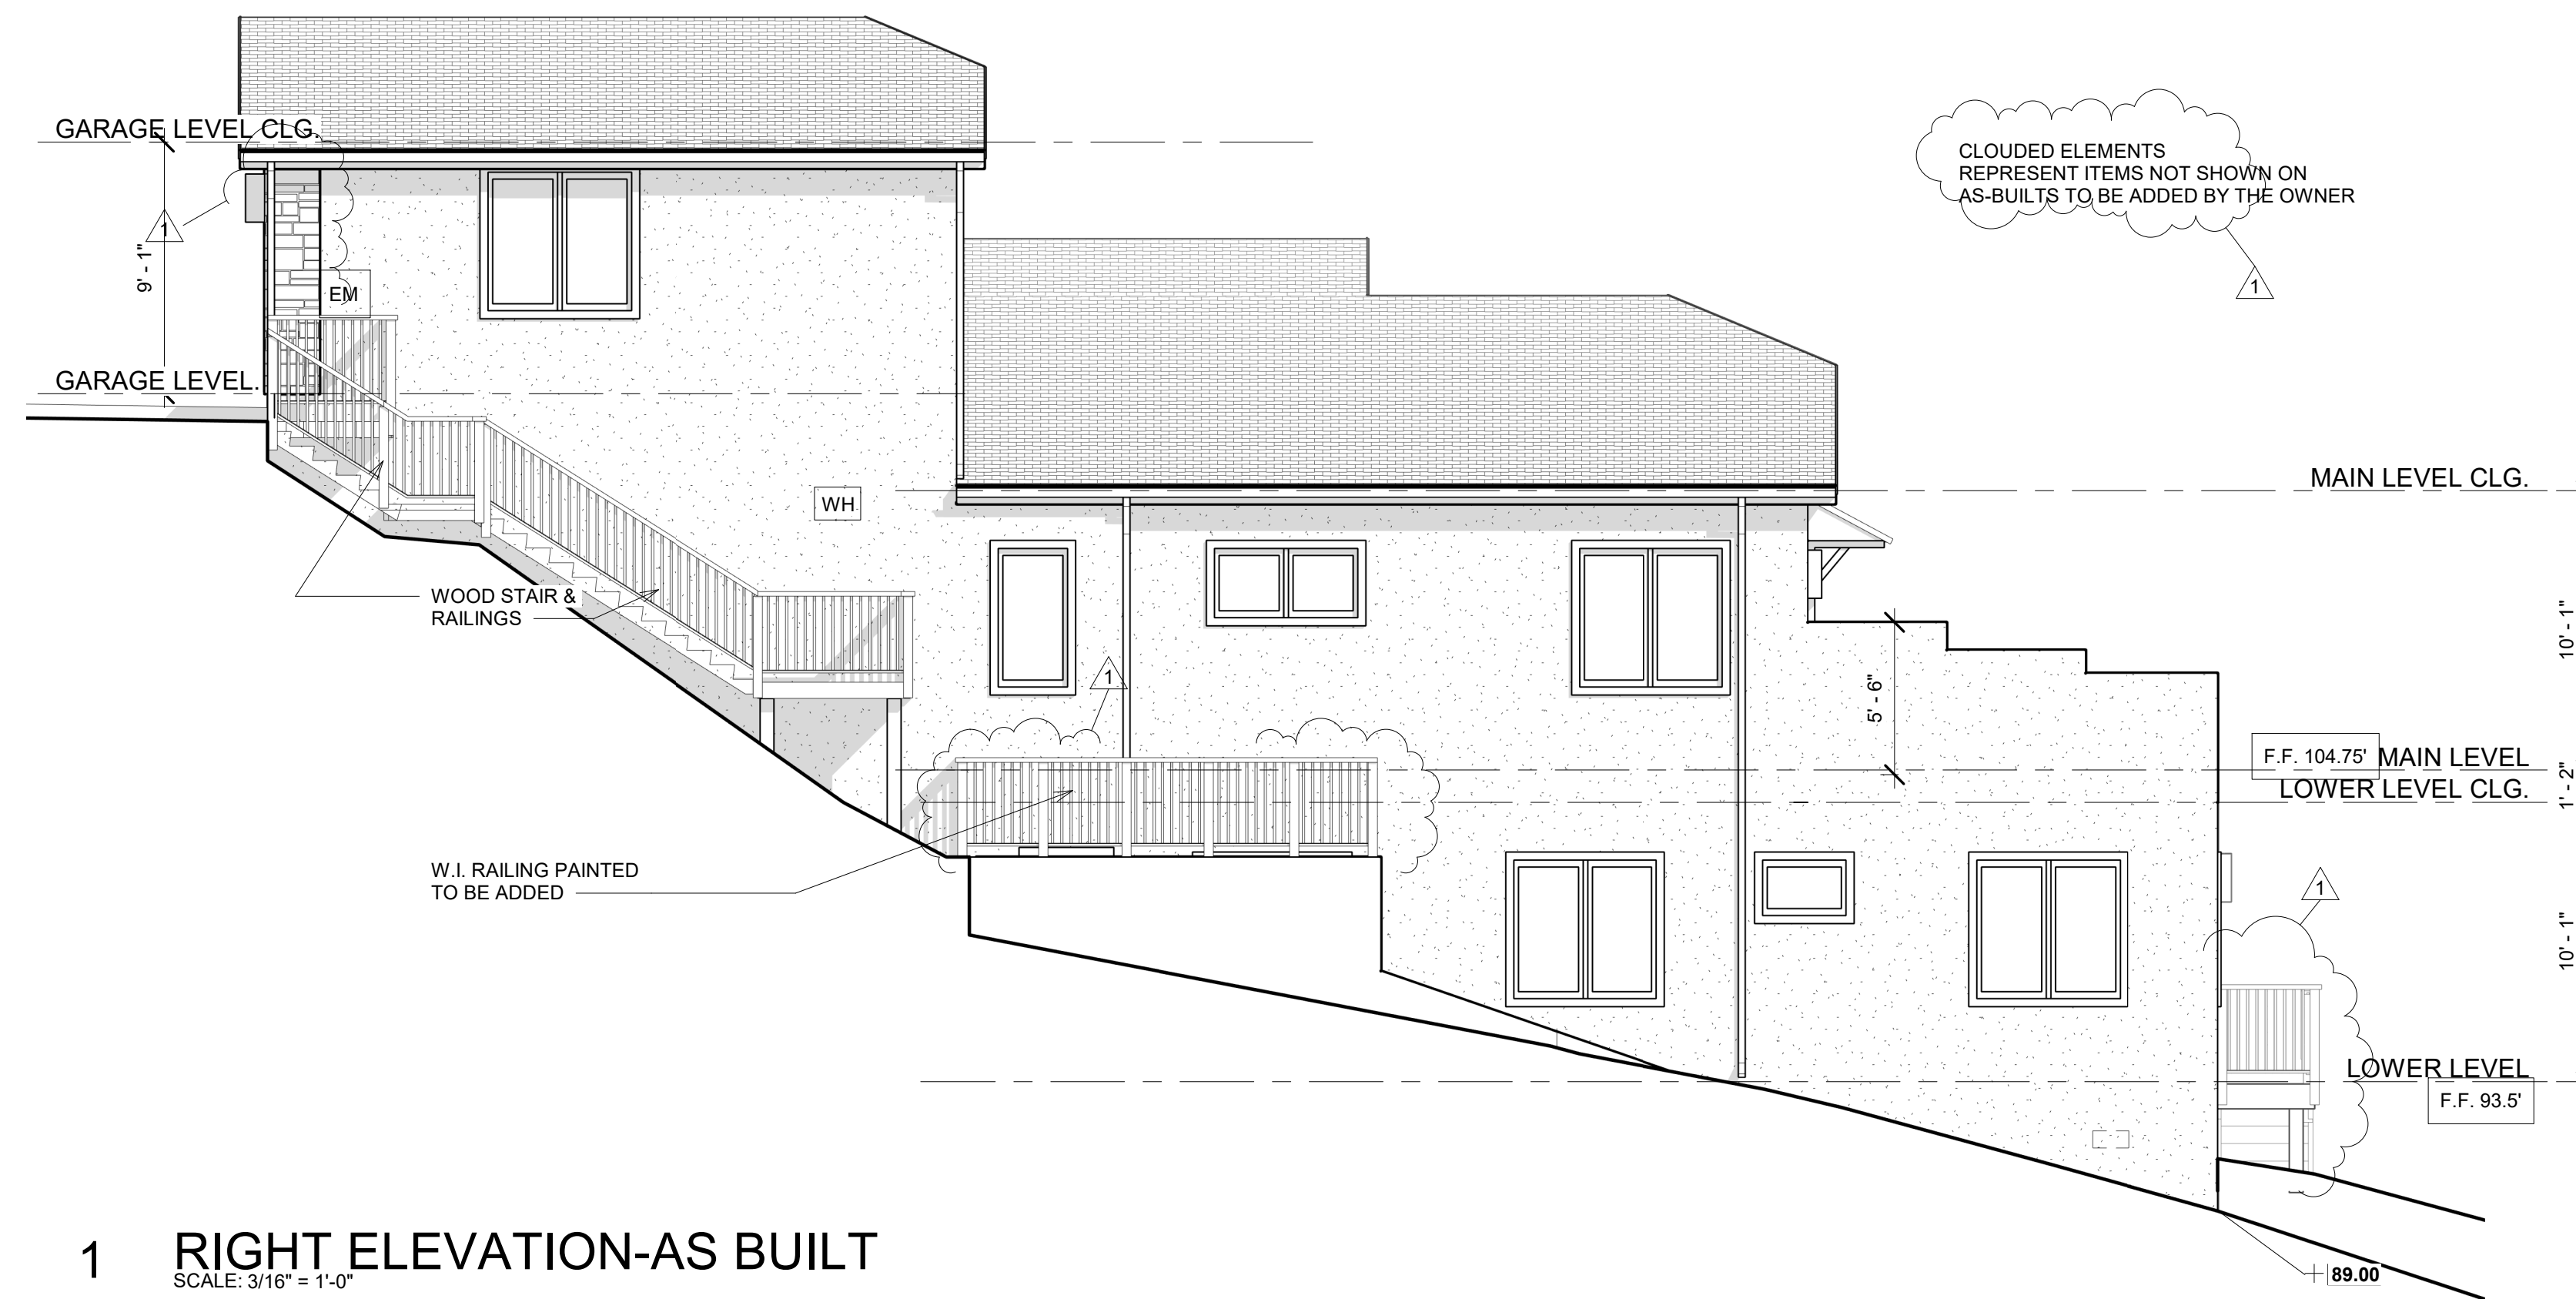 GARAGE LEVEL CLG.
CLOUDED ELEMENTS
REPRESENT ITEMS NOT SHOWN ON
AS-BUILTS TO BE ADDED BY THE OWNER
1
1
9' - 1"
EM
GARAGE LEVEL.
MAIN LEVEL CLG.
WH
WOOD STAIR &
RAILINGS
10' - 1"
1
5' - 6"
F.F. 104.75'
MAIN LEVEL
LOWER LEVEL CLG.
1' - 2"
W.I. RAILING PAINTED
TO BE ADDED
1
10' - 1"
LOWER LEVEL
F.F. 93.5'
1
RIGHT ELEVATION-AS BUILT
SCALE: 3/16" = 1'-0"
89.00